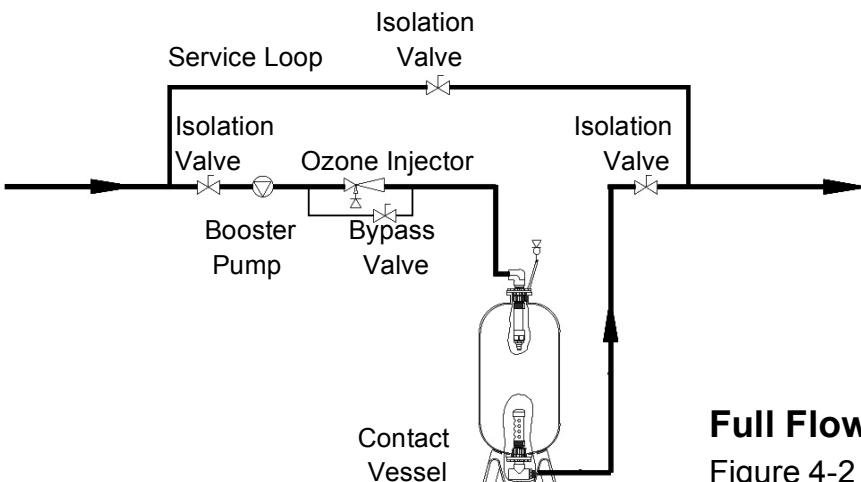 Isolation
Valve
Service Loop
Isolation
Valve
Ozone Injector
Isolation
Valve
Booster
Pump
Bypass
Valve
Contact
Vessel
Full Flow
Figure 4-2